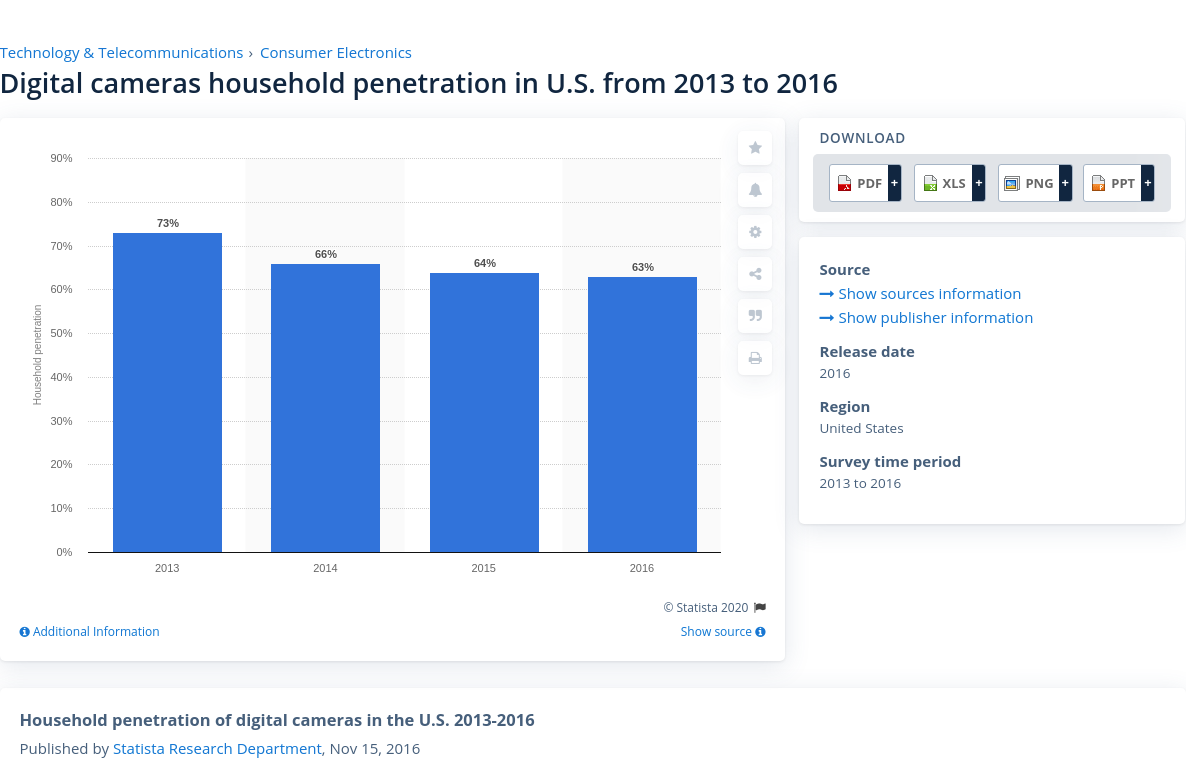 Technology & Telecommunications › Consumer Electronics
Digital cameras household penetration in U.S. from 2013 to 2016
90%
80%
70%
60%
50%
40%
30%
20%
10%
0%
Household penetration
73%
66%
64%
63%
2013
2014
2015
2016
© Statista 2020
Additional Information
Show source
DOWNLOAD
PDF + XLS + PNG + PPT +
Source
Show sources information
Show publisher information
Release date
2016
Region
United States
Survey time period
2013 to 2016
Household penetration of digital cameras in the U.S. 2013-2016
Published by Statista Research Department, Nov 15, 2016